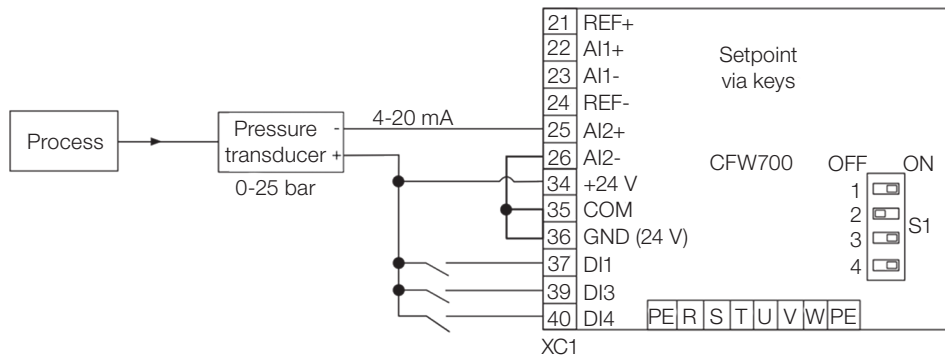 21 REF+
22 AI1+
23 AI1-
24 REF-
25 AI2+
26 AI2-
34 +24 V
35 COM
36 GND (24 V)
37 DI1
39 DI3
40 DI4
XC1
Setpoint
via keys
CFW700
OFF ON
1
2
3
4
S1
PE R S T U V W PE
Process
Pressure -
transducer +
0-25 bar
4-20 mA